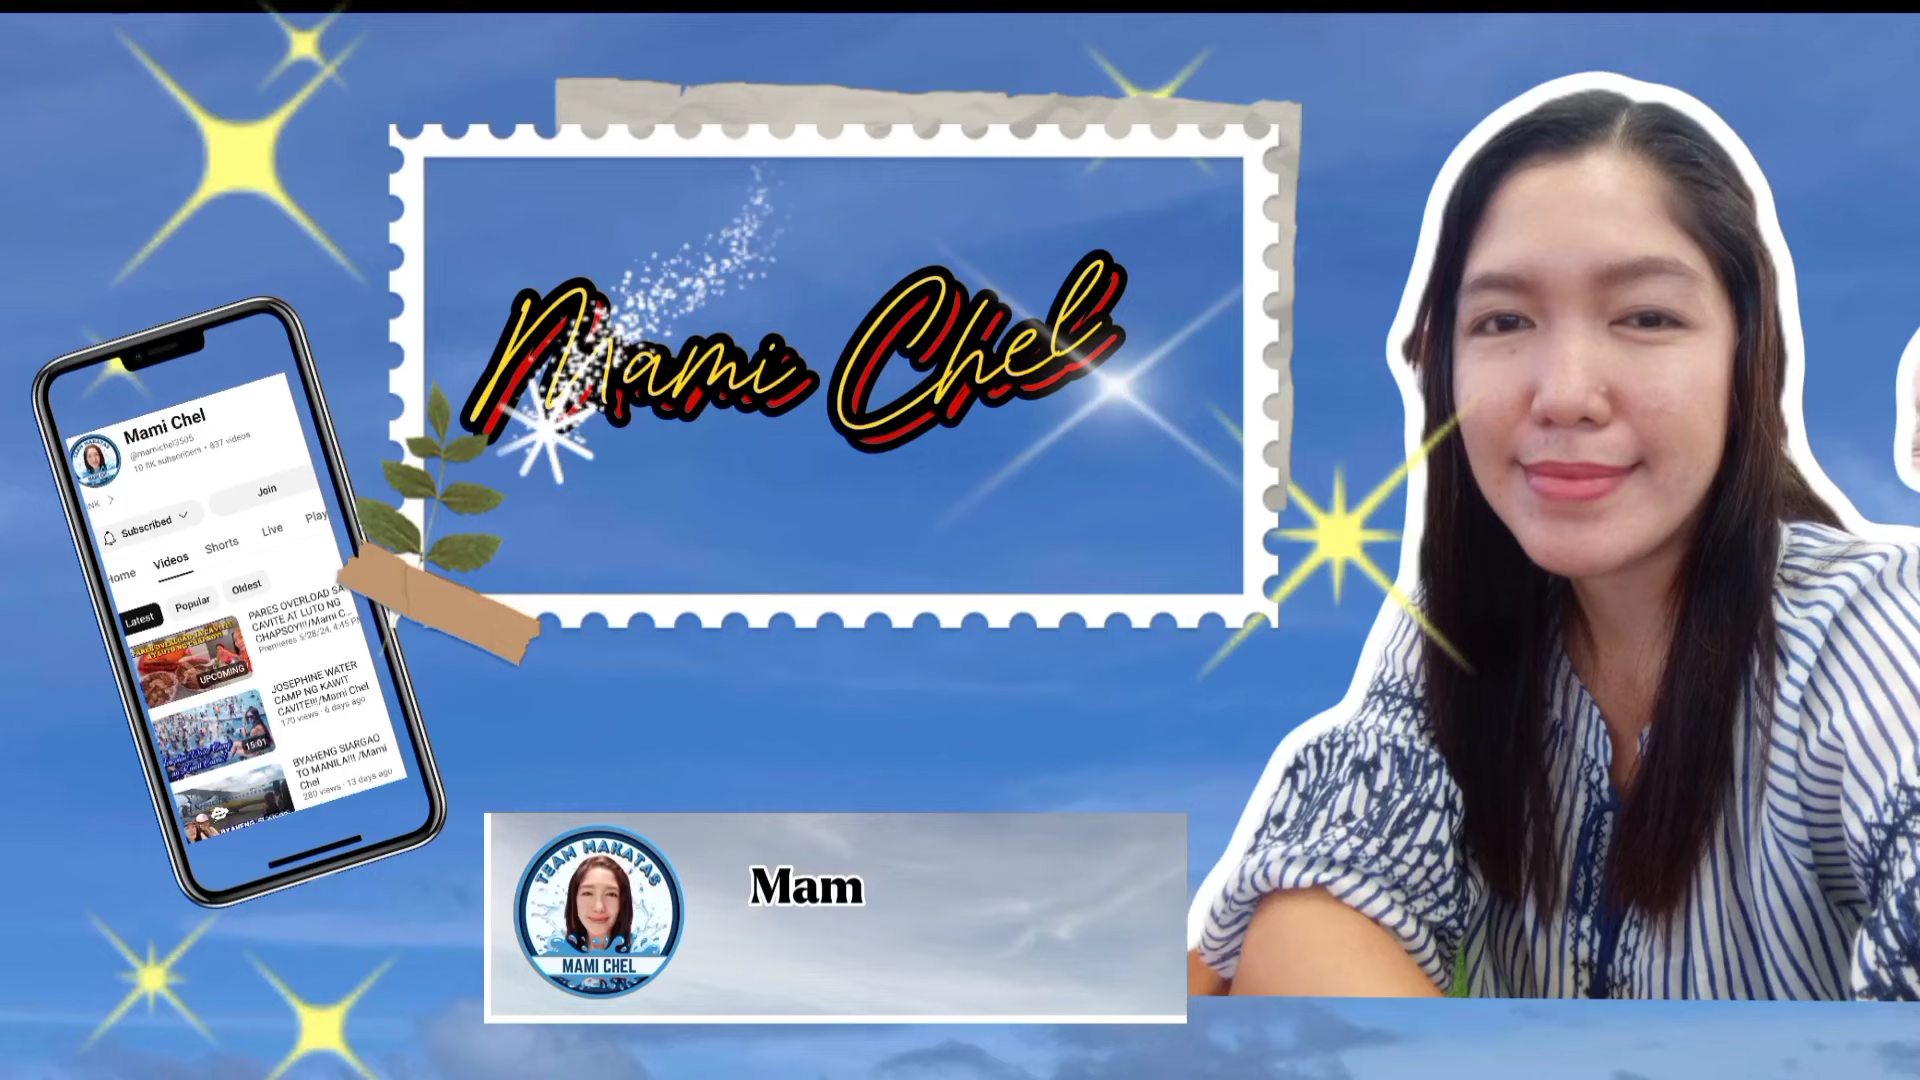 Mami Chel
Mami Chel
@mamichel3505
subscribers • 837 videos
Subscribed
Join
Home
Videos
Shorts
Live
Play
Latest
Popular
Oldest
PARES OVERLOAD SA
CAVITE AT LUTO NG
CHAPSOY!!!/Mami C...
Premieres 5/28/24, 4:45 PM
UPCOMING
JOSEPHINE WATER
CAMP NG KAWIT
CAVITE!!!/Mami Chel
170 views · 6 days ago
15:01
BYAHENG SIARGAO
TO MANILA!!! /Mami
Chel
280 views · 13 days ago
TEAM MAKATAS
MAMI CHEL
Mam